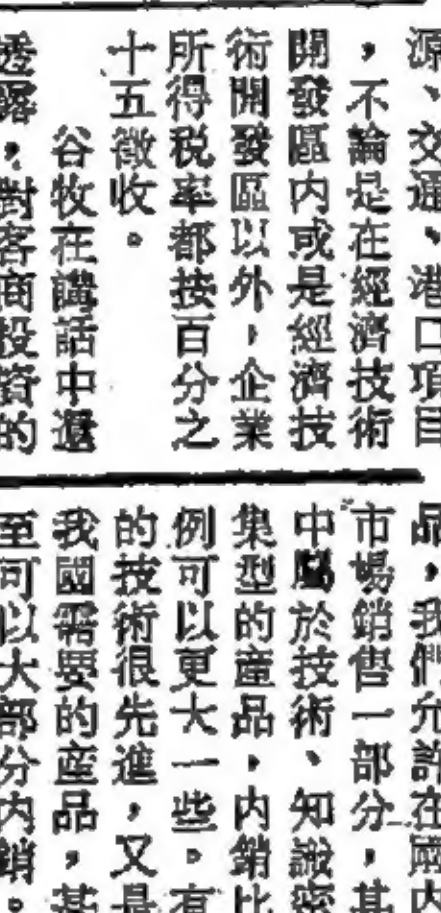 源、交通、港口項目
，不論是在經濟技術
開發區内或是經濟技
術開發區以外，企業
所得税率都按百分之
十五徵收。
谷牧在講話中還
透露，對客商投資的
品，我們允許在國内
市場銷售一部分，其
中屬於技術、知識密
集型的產品，内銷比
例可以更大一些。有
的技術很先進，又是
我國需要的產品，甚
至可以大部分内銷。